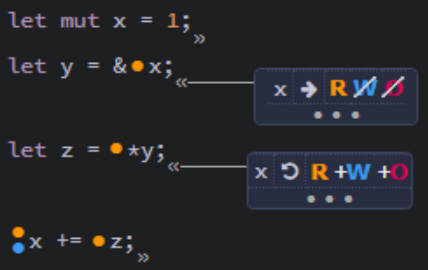 let mut x = 1; »
let y = &x; «
x → R W O
let z = *y; «
x ↺ R +W +O
x += z; »